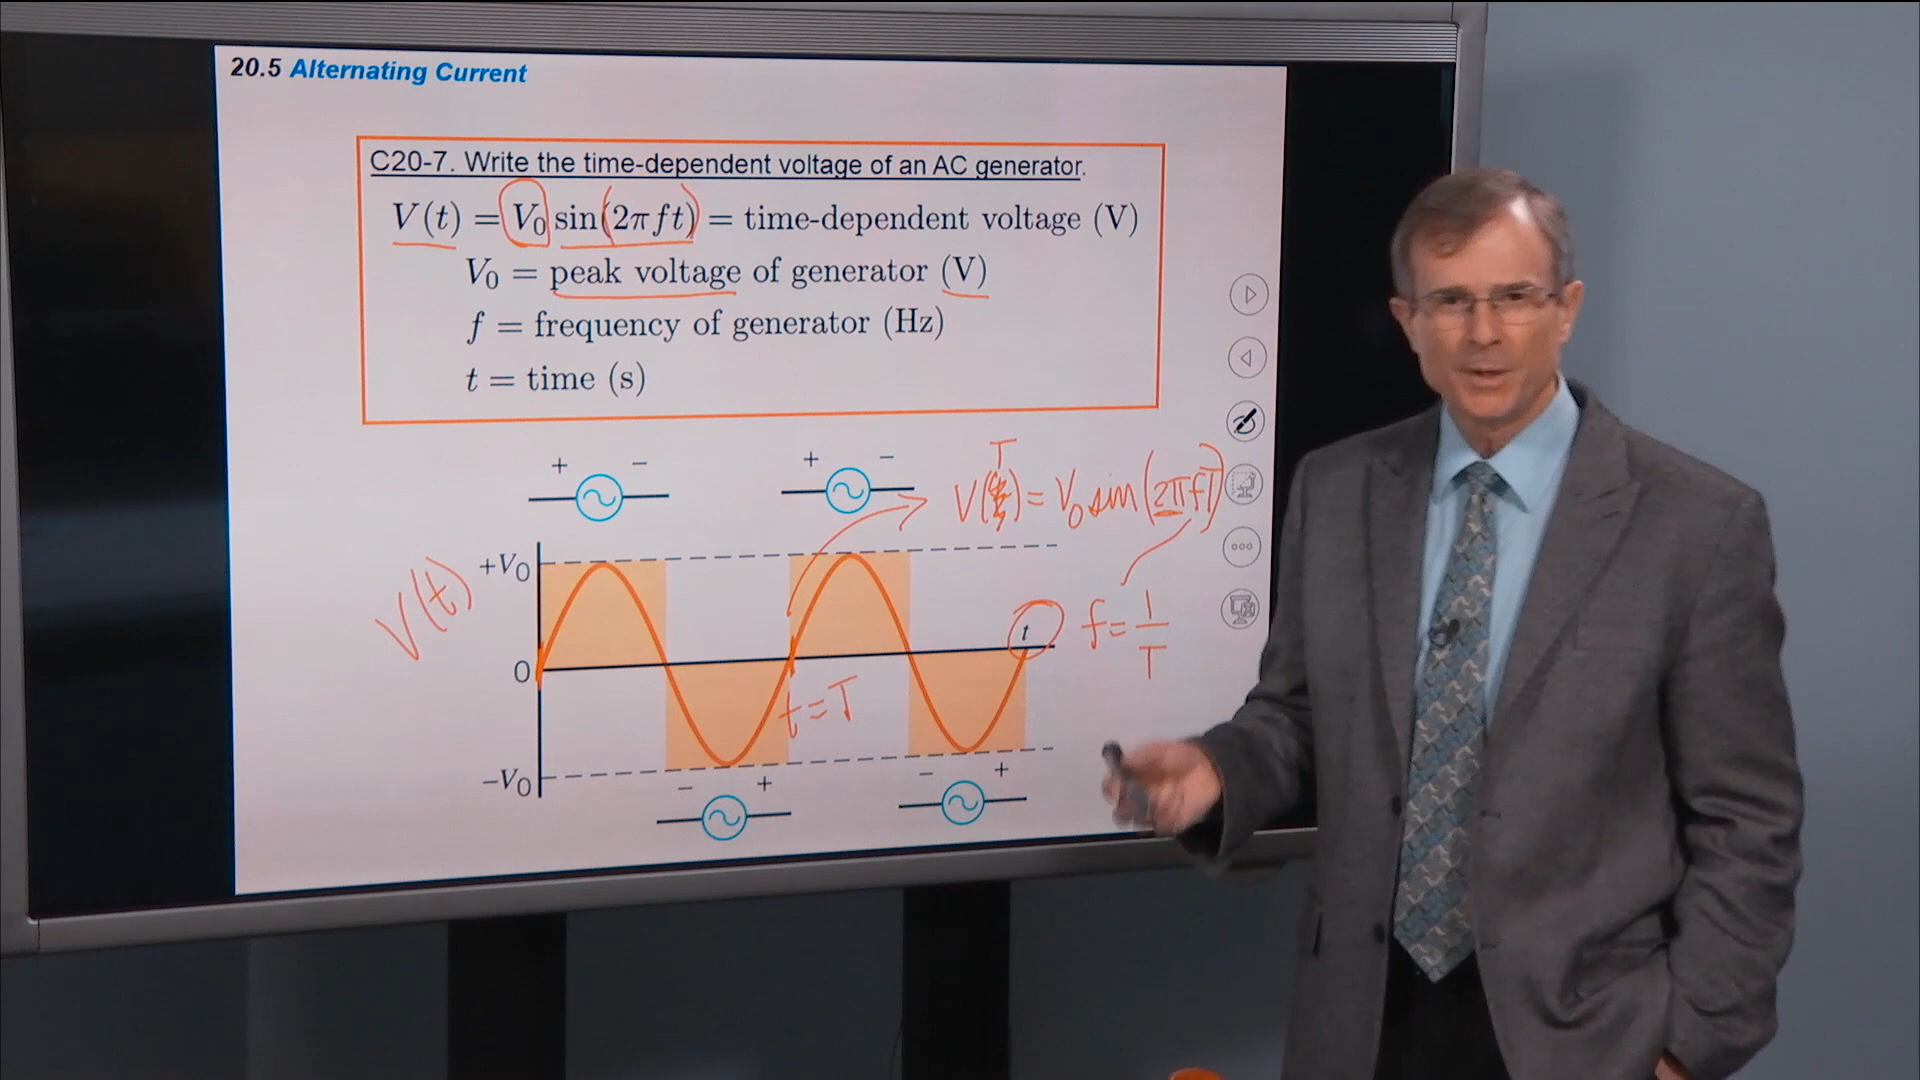 20.5 Alternating Current
C20-7. Write the time-dependent voltage of an AC generator.
V(t) = V₀ sin(2πft) = time-dependent voltage (V)
V₀ = peak voltage of generator (V)
f = frequency of generator (Hz)
t = time (s)
+ −
+ −
T
V( ) = V₀ sin(2πfT)
V(t)
+V₀
t
f = 1/T
0
t = T
−V₀
− +
− +